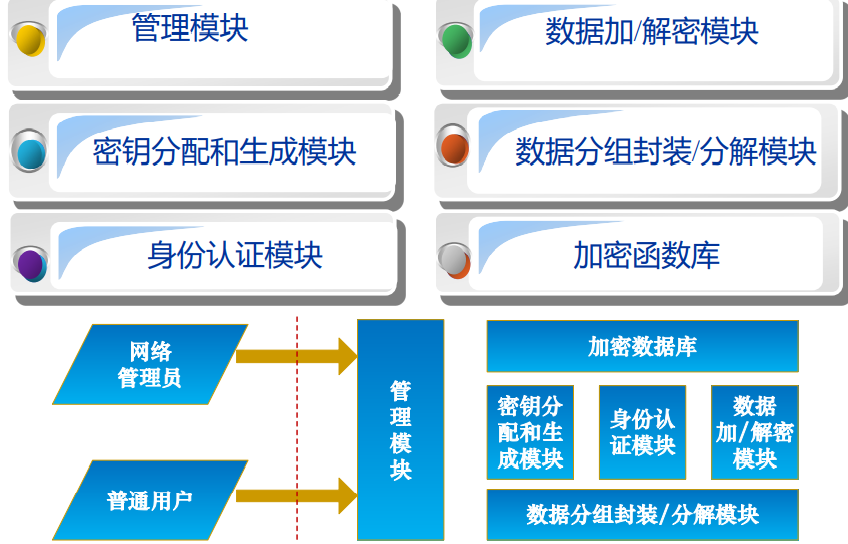 管理模块
数据加/解密模块
密钥分配和生成模块
数据分组封装/分解模块
身份认证模块
加密函数库
网络
管理员
普通用户
管
理
模
块
加密数据库
密钥分
配和生
成模块
身份认
证模块
数据
加/解密
模块
数据分组封装/分解模块